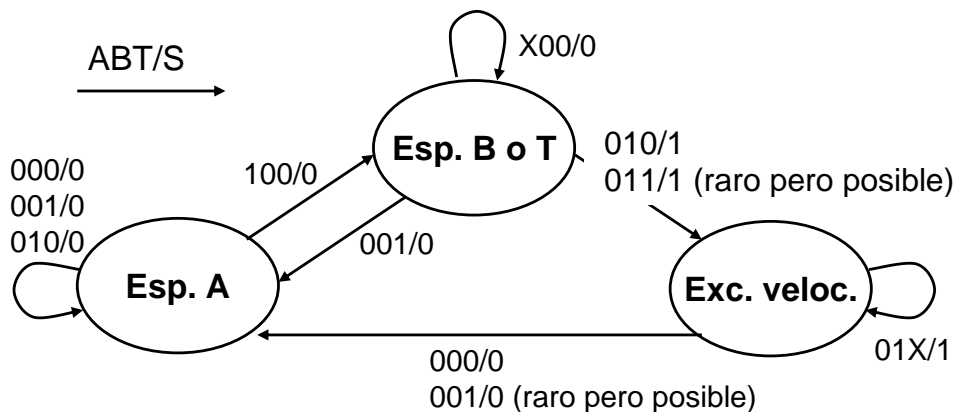 ABT/S
X00/0
Esp. B o T
010/1
011/1 (raro pero posible)
000/0
001/0
010/0
100/0
001/0
Esp. A
Exc. veloc.
01X/1
000/0
001/0 (raro pero posible)